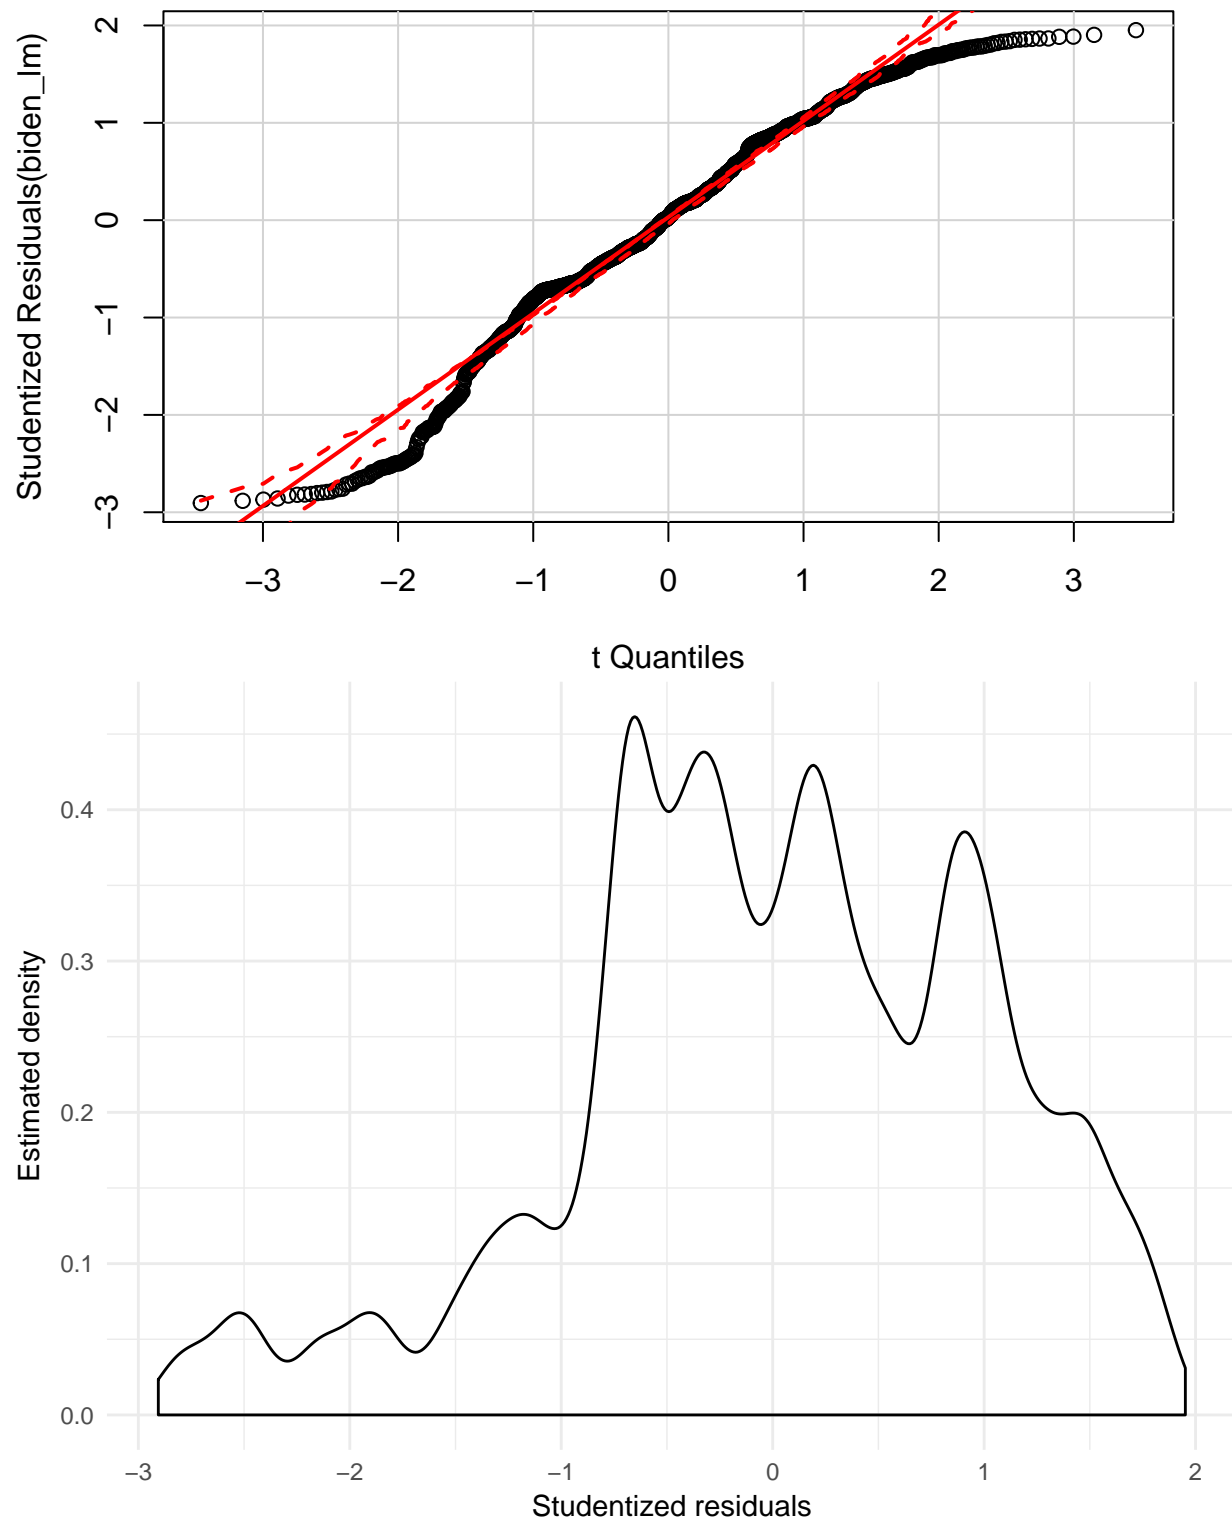 Studentized Residuals(biden_lm)
2
1
0
−1
−2
−3
−3 −2 −1 0 1 2 3
t Quantiles
Estimated density
0.4
0.3
0.2
0.1
0.0
−3 −2 −1 0 1 2
Studentized residuals